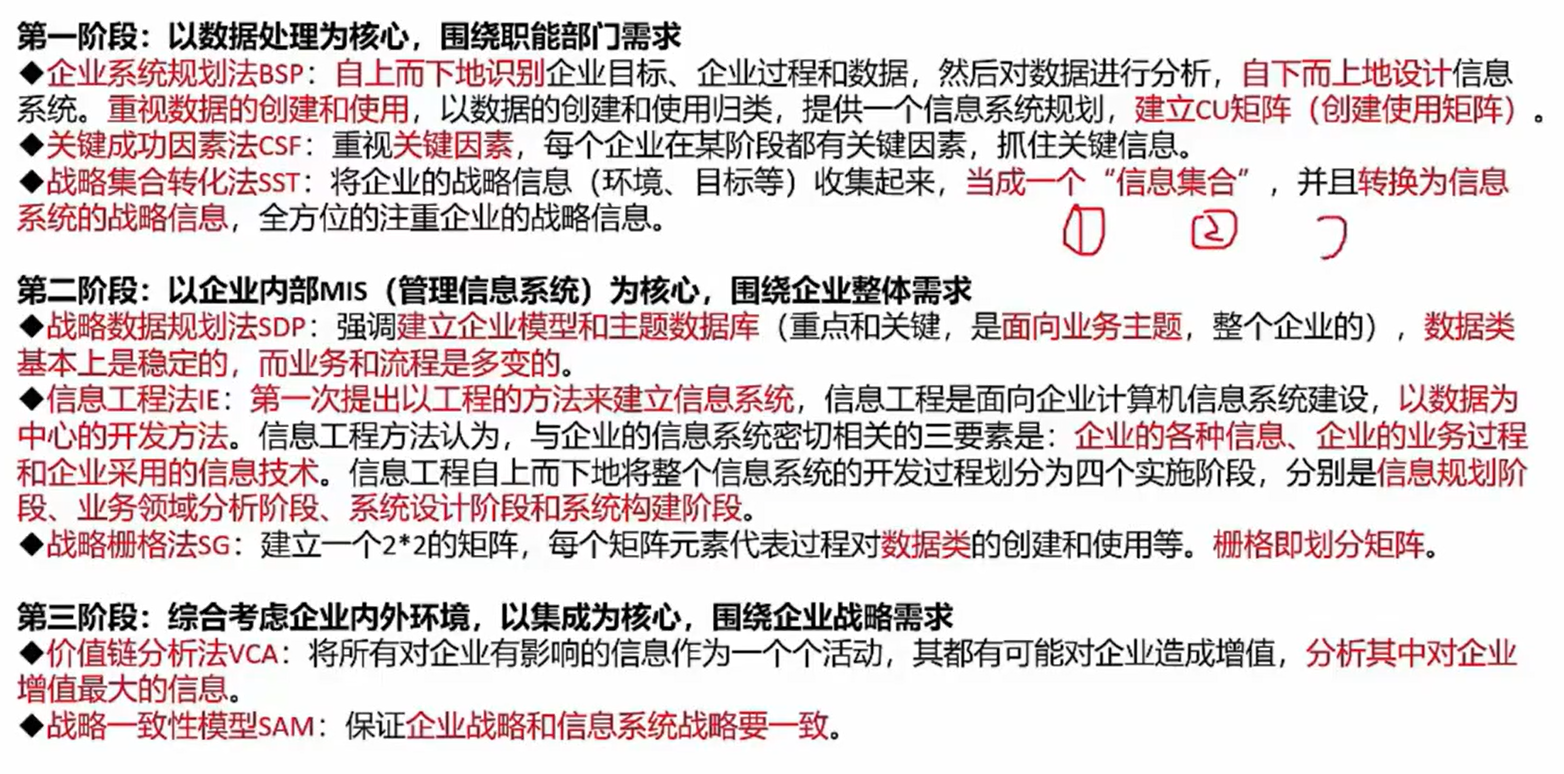 第一阶段：以数据处理为核心，围绕职能部门需求
◆企业系统规划法BSP：自上而下地识别企业目标、企业过程和数据，然后对数据进行分析，自下而上地设计信息
系统。重视数据的创建和使用，以数据的创建和使用归类，提供一个信息系统规划，建立CU矩阵（创建使用矩阵）。
◆关键成功因素法CSF：重视关键因素，每个企业在某阶段都有关键因素，抓住关键信息。
◆战略集合转化法SST：将企业的战略信息（环境、目标等）收集起来，当成一个“信息集合”，并且转换为信息
系统的战略信息，全方位的注重企业的战略信息。
① ②
第二阶段：以企业内部MIS（管理信息系统）为核心，围绕企业整体需求
◆战略数据规划法SDP：强调建立企业模型和主题数据库（重点和关键，是面向业务主题，整个企业的），数据类
基本上是稳定的，而业务和流程是多变的。
◆信息工程法IE：第一次提出以工程的方法来建立信息系统，信息工程是面向企业计算机信息系统建设，以数据为
中心的开发方法。信息工程方法认为，与企业的信息系统密切相关的三要素是：企业的各种信息、企业的业务过程
和企业采用的信息技术。信息工程自上而下地将整个信息系统的开发过程划分为四个实施阶段，分别是信息规划阶
段、业务领域分析阶段、系统设计阶段和系统构建阶段。
◆战略栅格法SG：建立一个2*2的矩阵，每个矩阵元素代表过程对数据类的创建和使用等。栅格即划分矩阵。
第三阶段：综合考虑企业内外环境，以集成为核心，围绕企业战略需求
◆价值链分析法VCA：将所有对企业有影响的信息作为一个个活动，其都有可能对企业造成增值，分析其中对企业
增值最大的信息。
◆战略一致性模型SAM：保证企业战略和信息系统战略要一致。